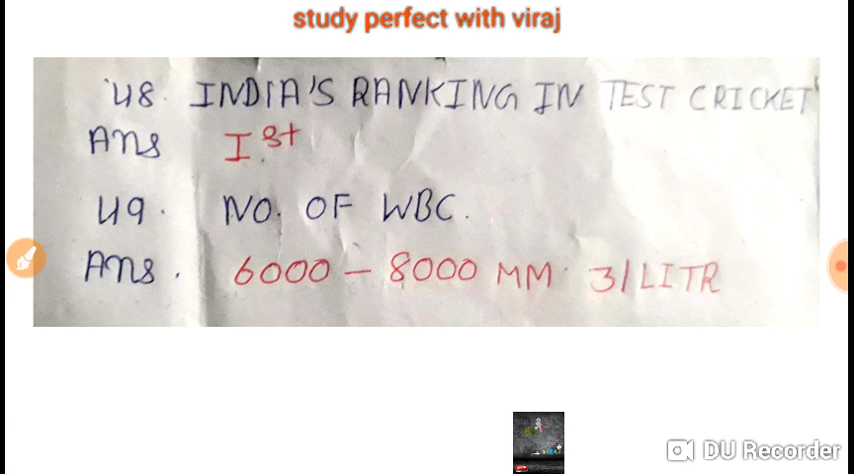 study perfect with viraj
48. INDIA'S RANKING IN TEST CRICKET
Ans I st
49. NO. OF WBC.
Ans. 6000 - 8000 MM 3/LITR
DU Recorder